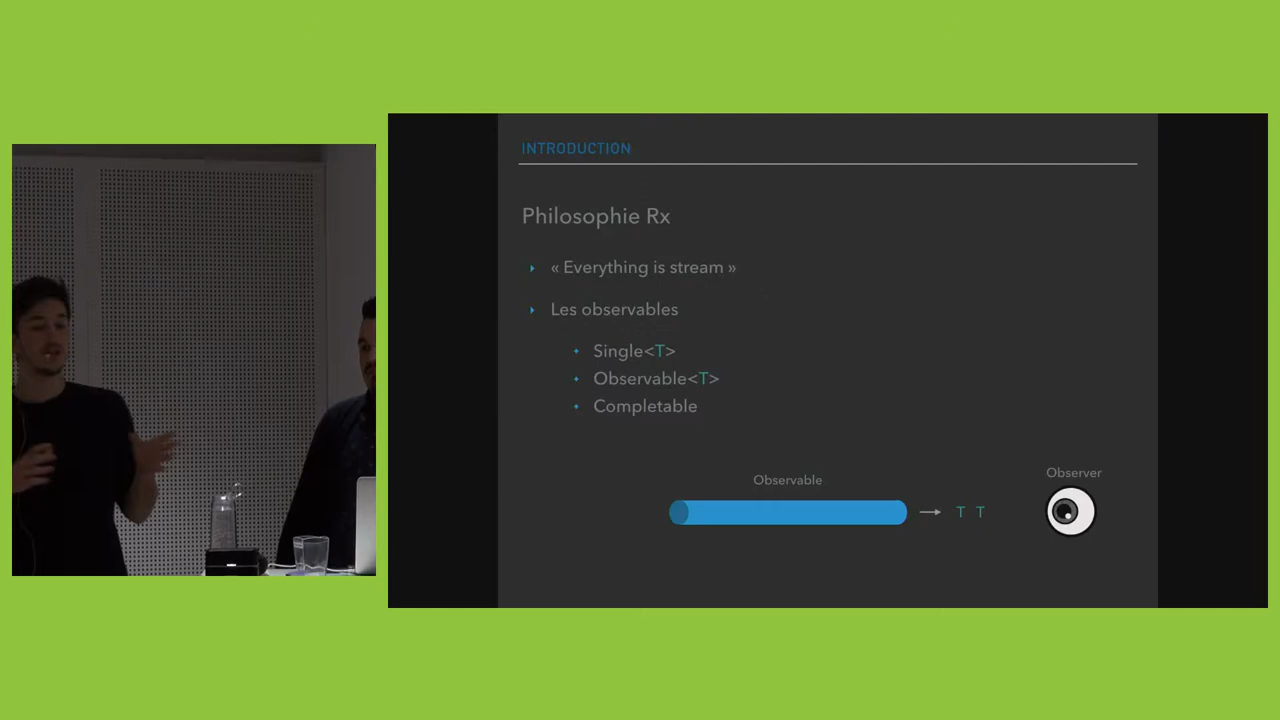 INTRODUCTION
Philosophie Rx
« Everything is stream »
Les observables
Single<T>
Observable<T>
Completable
Observable
Observer
T T